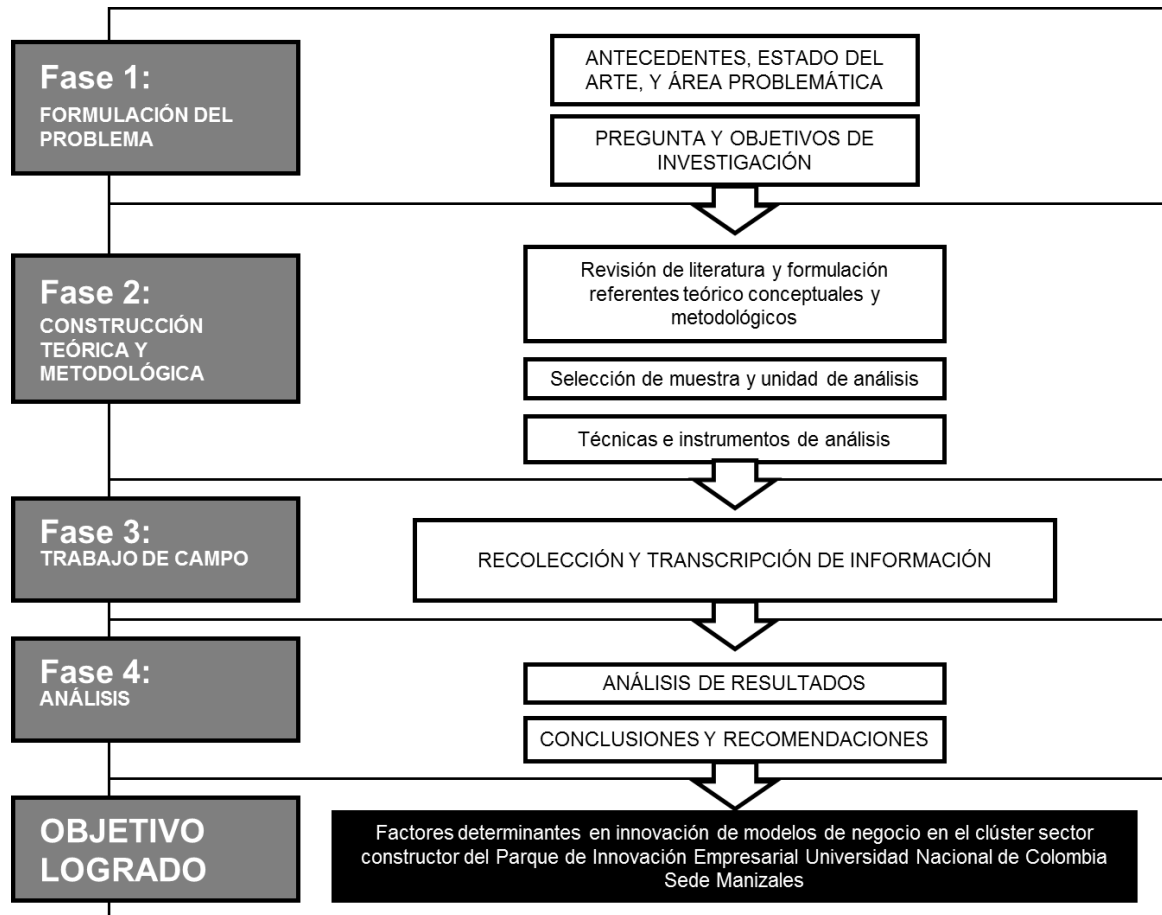 Fase 1:
FORMULACIÓN DEL
PROBLEMA
ANTECEDENTES, ESTADO DEL
ARTE, Y ÁREA PROBLEMÁTICA
PREGUNTA Y OBJETIVOS DE
INVESTIGACIÓN
Fase 2:
CONSTRUCCIÓN
TEÓRICA Y
METODOLÓGICA
Revisión de literatura y formulación
referentes teórico conceptuales y
metodológicos
Selección de muestra y unidad de análisis
Técnicas e instrumentos de análisis
Fase 3:
TRABAJO DE CAMPO
RECOLECCIÓN Y TRANSCRIPCIÓN DE INFORMACIÓN
Fase 4:
ANÁLISIS
ANÁLISIS DE RESULTADOS
CONCLUSIONES Y RECOMENDACIONES
OBJETIVO
LOGRADO
Factores determinantes en innovación de modelos de negocio en el clúster sector
constructor del Parque de Innovación Empresarial Universidad Nacional de Colombia
Sede Manizales